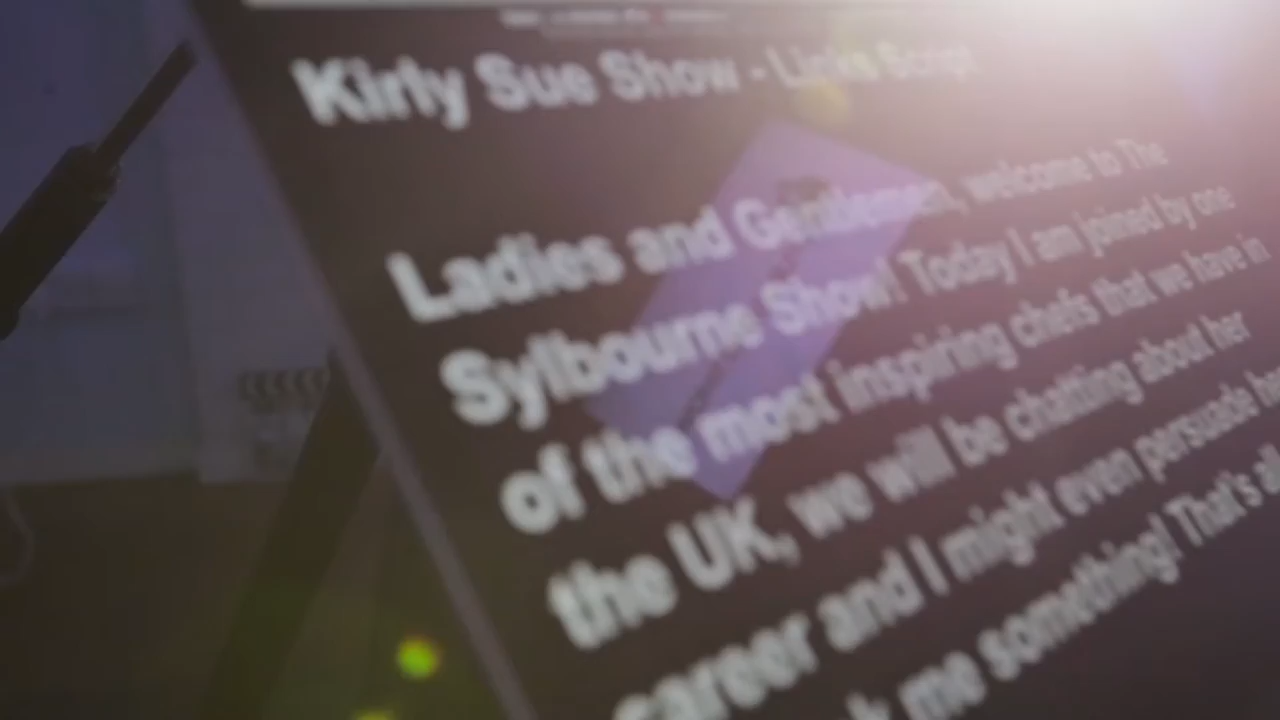 Kirly Sue Show - Links Script
Ladies and Gentlemen, welcome to The
Sylbourne Show! Today I am joined by one
of the most inspiring chefs that we have in
the UK, we will be chatting about her
career and I might even persuade
me something! That's